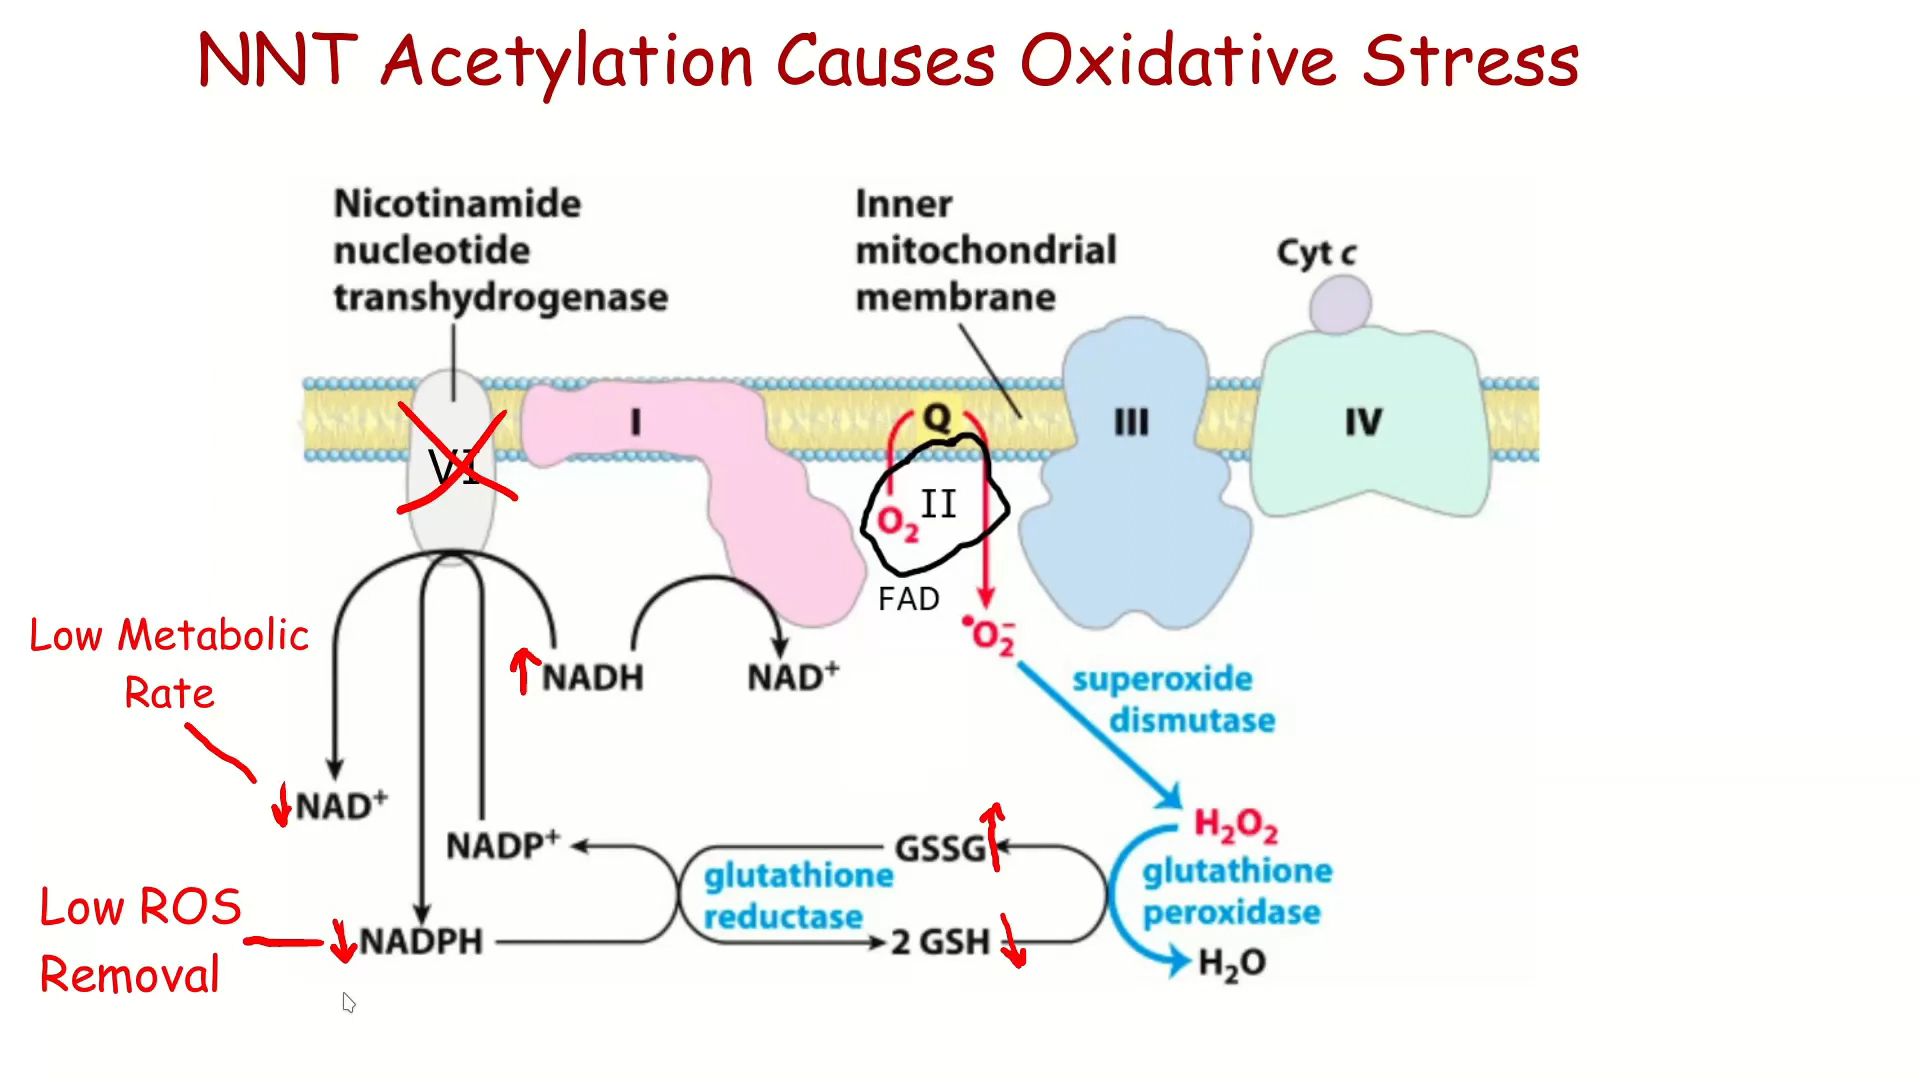 NNT Acetylation Causes Oxidative Stress
Nicotinamide
nucleotide
transhydrogenase
Inner
mitochondrial
membrane
Cyt c
VI
I
Q
II
O₂
III
IV
FAD
•O₂⁻
Low Metabolic
Rate
NADH
NAD⁺
superoxide
dismutase
NAD⁺
NADP⁺
GSSG
H₂O₂
glutathione
reductase
glutathione
peroxidase
Low ROS
Removal
NADPH
2 GSH
H₂O